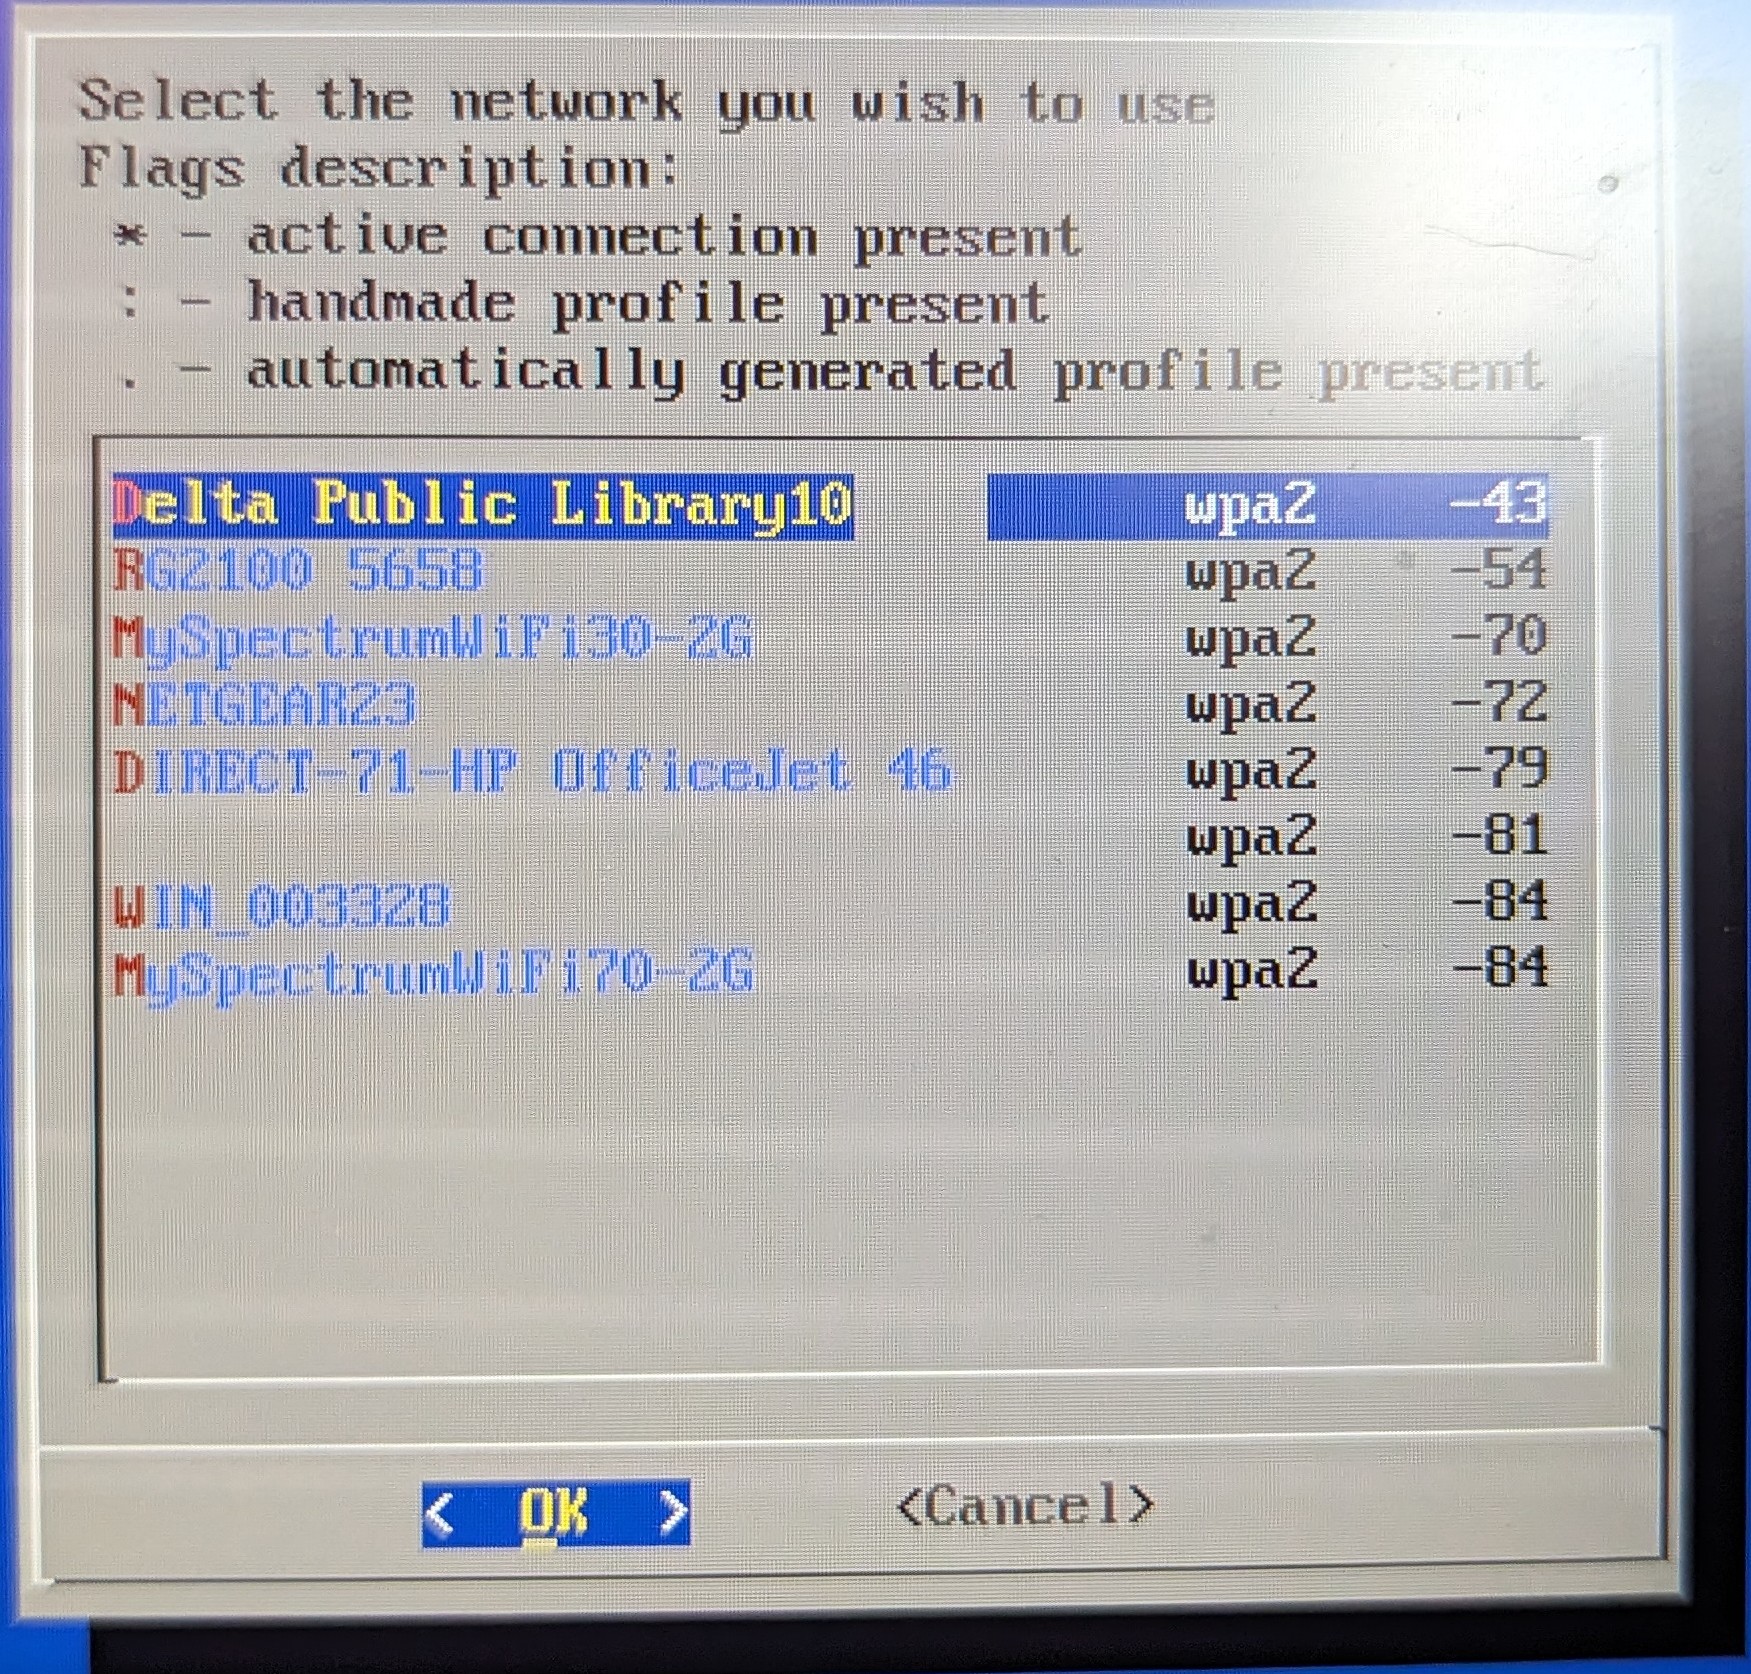 Select the network you wish to use
Flags description:
* - active connection present
: - handmade profile present
. - automatically generated profile present
Delta Public Library10 wpa2 -43
RG2100 5658 wpa2 -54
MySpectrumWiFi30-2G wpa2 -70
NETGEAR23 wpa2 -72
DIRECT-71-HP OfficeJet 46 wpa2 -79
wpa2 -81
WIN_003328 wpa2 -84
MySpectrumWiFi70-2G wpa2 -84
< OK > <Cancel>